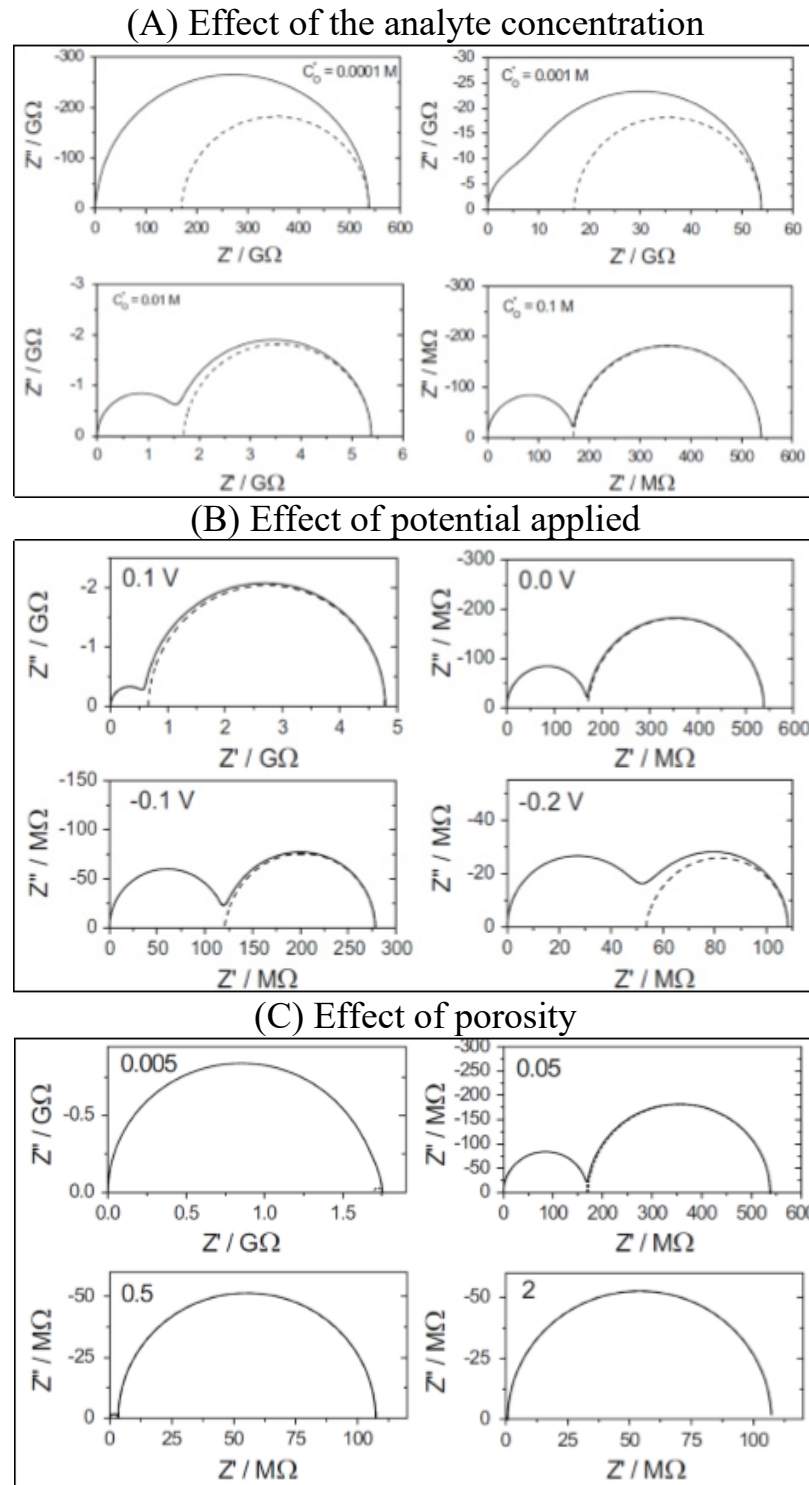 (A) Effect of the analyte concentration
-300
-200
-100
0
Z'' / GΩ
C*O = 0.0001 M
0 100 200 300 400 500 600
Z' / GΩ
-30
-25
-20
-15
-10
-5
0
Z'' / GΩ
C*O = 0.001 M
0 10 20 30 40 50 60
Z' / GΩ
-3
-2
-1
0
Z'' / GΩ
C*O = 0.01 M
0 1 2 3 4 5 6
Z' / GΩ
-300
-200
-100
0
Z'' / MΩ
C*O = 0.1 M
0 100 200 300 400 500 600
Z' / MΩ
(B) Effect of potential applied
-2
-1
0
Z'' / GΩ
0.1 V
0 1 2 3 4 5
Z' / GΩ
-300
-200
-100
0
Z'' / MΩ
0.0 V
0 100 200 300 400 500 600
Z' / MΩ
-150
-100
-50
0
Z'' / MΩ
-0.1 V
0 50 100 150 200 250 300
Z' / MΩ
-40
-20
0
Z'' / MΩ
-0.2 V
0 20 40 60 80 100
Z' / MΩ
(C) Effect of porosity
-0.5
0.0
Z'' / GΩ
0.005
0.0 0.5 1.0 1.5
Z' / GΩ
-300
-250
-200
-150
-100
-50
0
Z'' / MΩ
0.05
0 100 200 300 400 500 600
Z' / MΩ
-50
-25
0
Z'' / MΩ
0.5
0 25 50 75 100
Z' / MΩ
-50
-25
0
Z'' / MΩ
2
0 25 50 75 100
Z' / MΩ